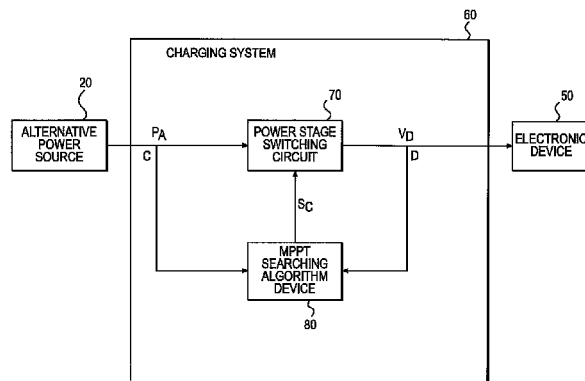 60
CHARGING SYSTEM
20
70
50
ALTERNATIVE
POWER
SOURCE
PA
C
POWER STAGE
SWITCHING
CIRCUIT
VD
D
ELECTRONIC
DEVICE
SC
MPPT
SEARCHING
ALGORITHM
DEVICE
80